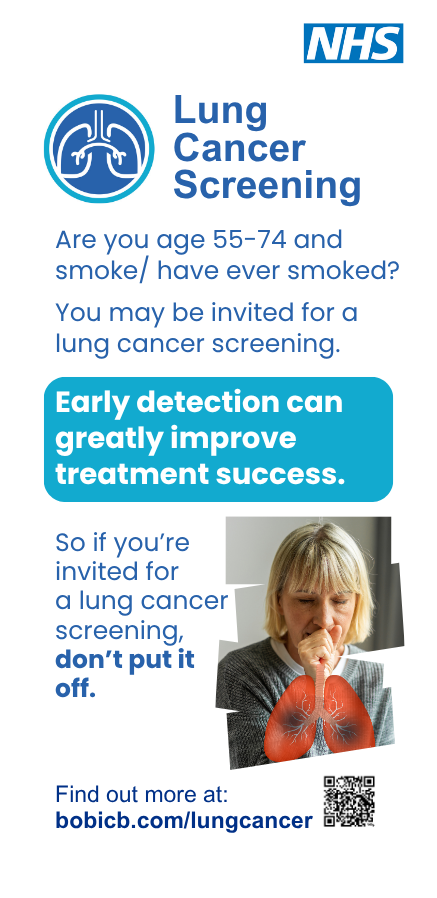 NHS
Lung
Cancer
Screening
Are you age 55-74 and
smoke/ have ever smoked?
You may be invited for a
lung cancer screening.
Early detection can
greatly improve
treatment success.
So if you’re
invited for
a lung cancer
screening,
don’t put it
off.
Find out more at:
bobicb.com/lungcancer